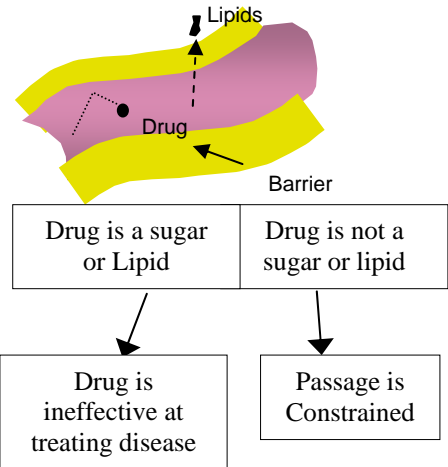 Lipids
Drug
Barrier
Drug is a sugar
or Lipid
Drug is not a
sugar or lipid
Drug is
ineffective at
treating disease
Passage is
Constrained